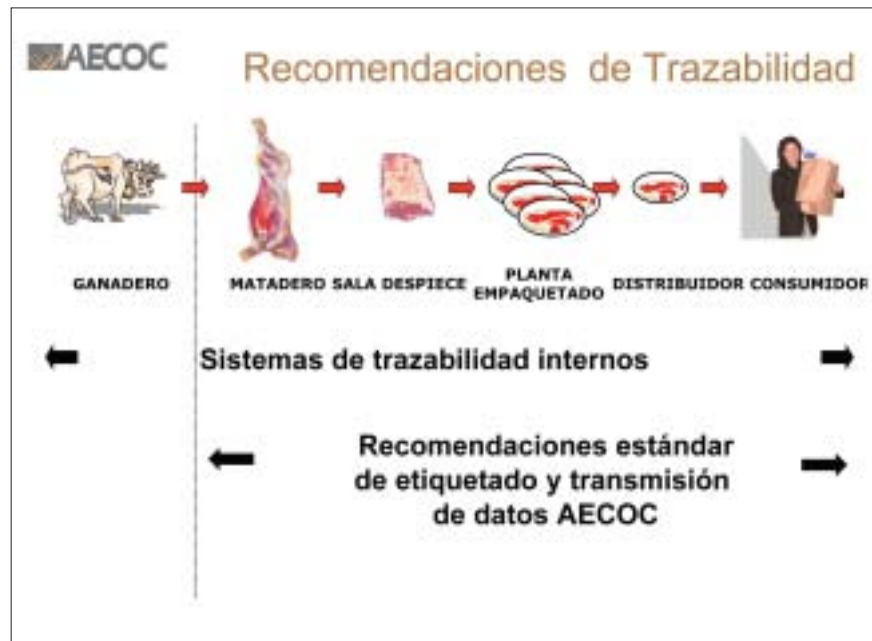 AECOC
Recomendaciones de Trazabilidad
GANADERO
MATADERO
SALA DESPIECE
PLANTA
EMPAQUETADO
DISTRIBUIDOR
CONSUMIDOR
Sistemas de trazabilidad internos
Recomendaciones estándar
de etiquetado y transmisión
de datos AECOC